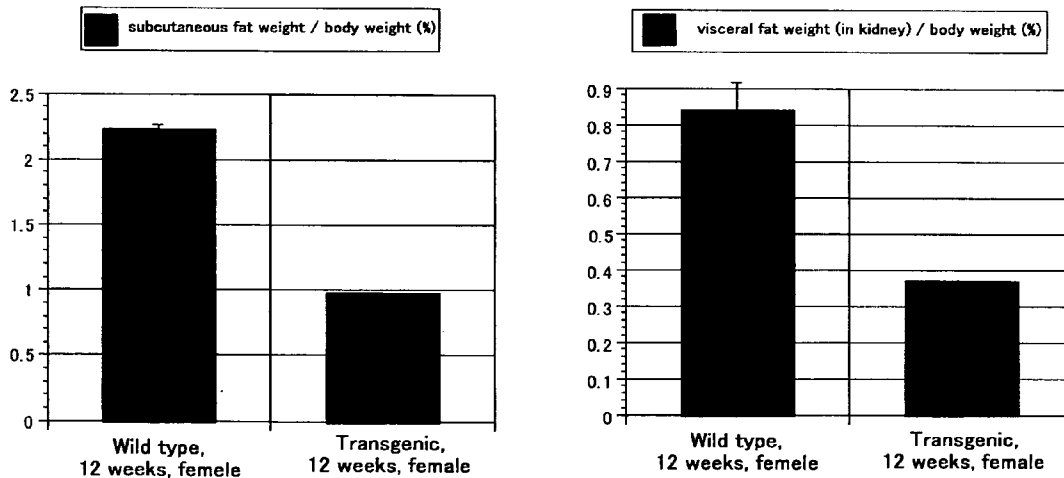 subcutaneous fat weight / body weight (%)
2.5
2
1.5
1
0.5
0
Wild type,
12 weeks, femele
Transgenic,
12 weeks, female
visceral fat weight (in kidney) / body weight (%)
0.9
0.8
0.7
0.6
0.5
0.4
0.3
0.2
0.1
0
Wild type,
12 weeks, femele
Transgenic,
12 weeks, female